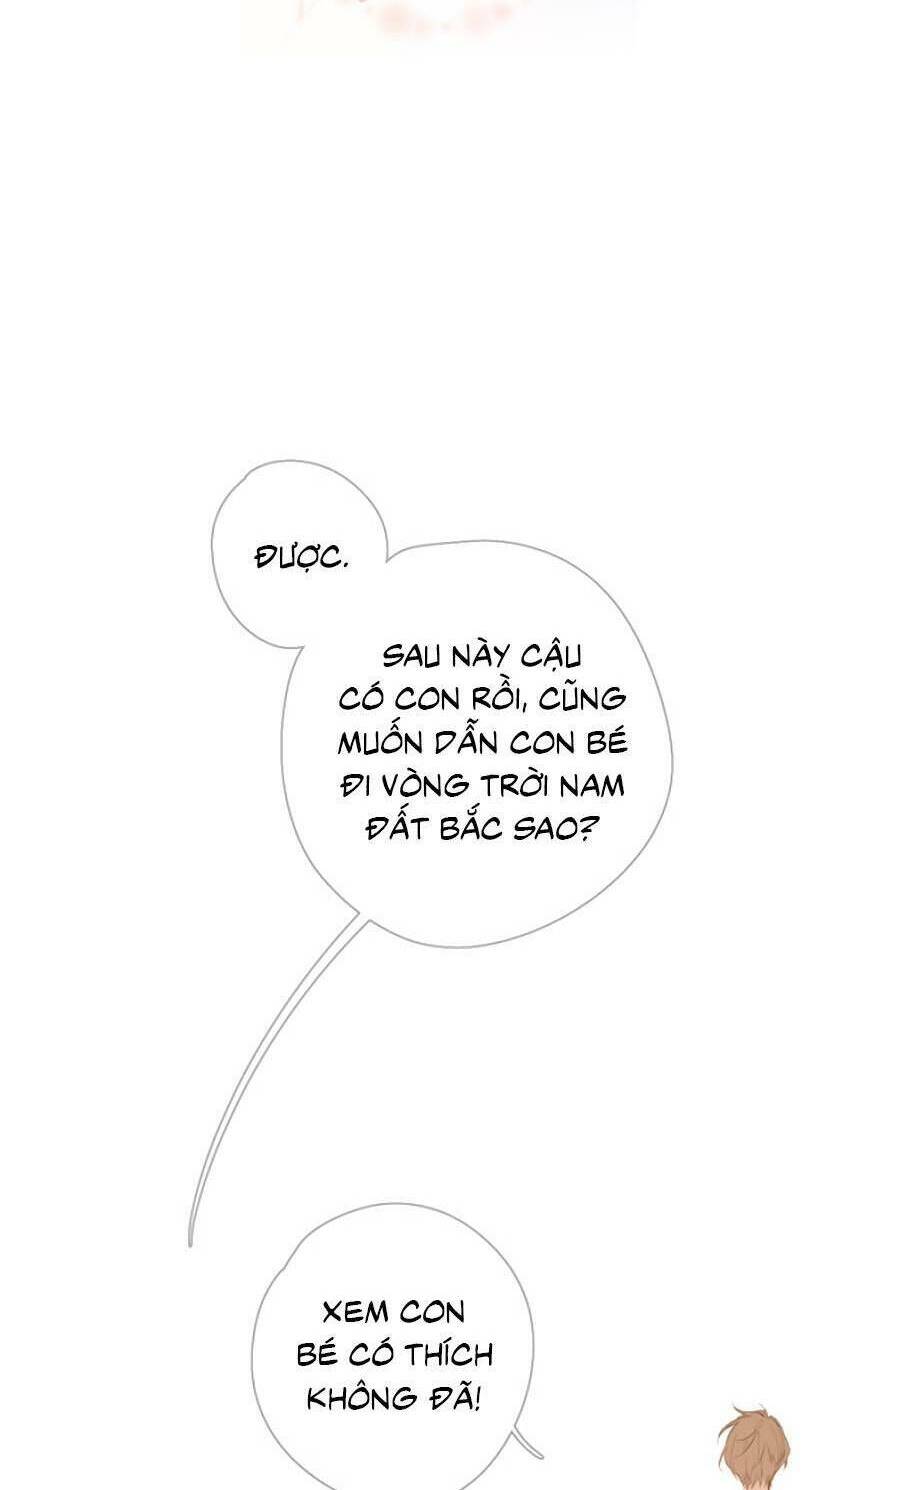 ĐƯỢC.
SAU NÀY CẬU
CÓ CON RỒI, CŨNG
MUỐN DẪN CON BÉ
ĐI VÒNG TRỜI NAM
ĐẤT BẮC SAO?
XEM CON
BÉ CÓ THÍCH
KHÔNG ĐÃ!